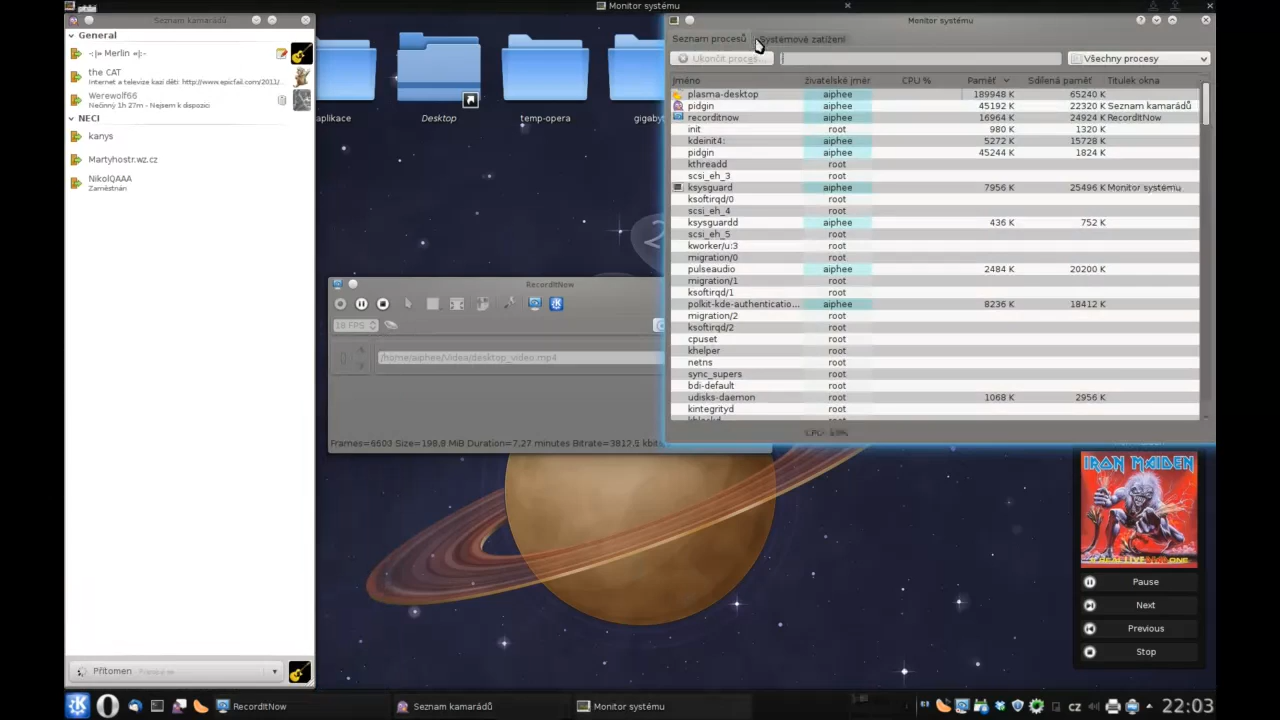 Monitor systému
Seznam kamarádů
General
-:|» Merlin «|:-
the CAT
Internet a televize kazí děti: http://www.epicfail.com/2011/...
Werewolf66
Nečinný 1h 27m - Nejsem k dispozici
NECI
kanys
Martyhostr.wz.cz
NikolQAAA
Zaměstnán
Přítomen
plikace
Desktop
temp-opera
gigabyt
RecordItNow
18 FPS
/home/aiphee/Videa/desktop_video.mp4
Frames=6603 Size=198,8 MiB Duration=7,27 minutes Bitrate=3812,5 kbit
Monitor systému
Seznam procesů
Systémové zatížení
Ukončit proces...
Všechny procesy
Jméno živatelské jmér CPU % Paměť Sdílená paměť Titulek okna
plasma-desktop aiphee 189948 K 65240 K
pidgin aiphee 45192 K 22320 K Seznam kamarádů
recorditnow aiphee 16964 K 24924 K RecordItNow
init root 980 K 1320 K
kdeinit4: aiphee 5272 K 15728 K
pidgin aiphee 45244 K 1824 K
kthreadd root
scsi_eh_3 root
ksysguard aiphee 7956 K 25496 K Monitor systému
ksoftirqd/0 root
scsi_eh_4 root
ksysguardd aiphee 436 K 752 K
scsi_eh_5 root
kworker/u:3 root
migration/0 root
pulseaudio aiphee 2484 K 20200 K
migration/1 root
ksoftirqd/1 root
polkit-kde-authenticatio... aiphee 8236 K 18412 K
migration/2 root
ksoftirqd/2 root
cpuset root
khelper root
netns root
sync_supers root
bdi-default root
udisks-daemon root 1068 K 2956 K
kintegrityd root
IRON MAIDEN
Pause
Next
Previous
Stop
RecordItNow
Seznam kamarádů
Monitor systému
cz
22:03